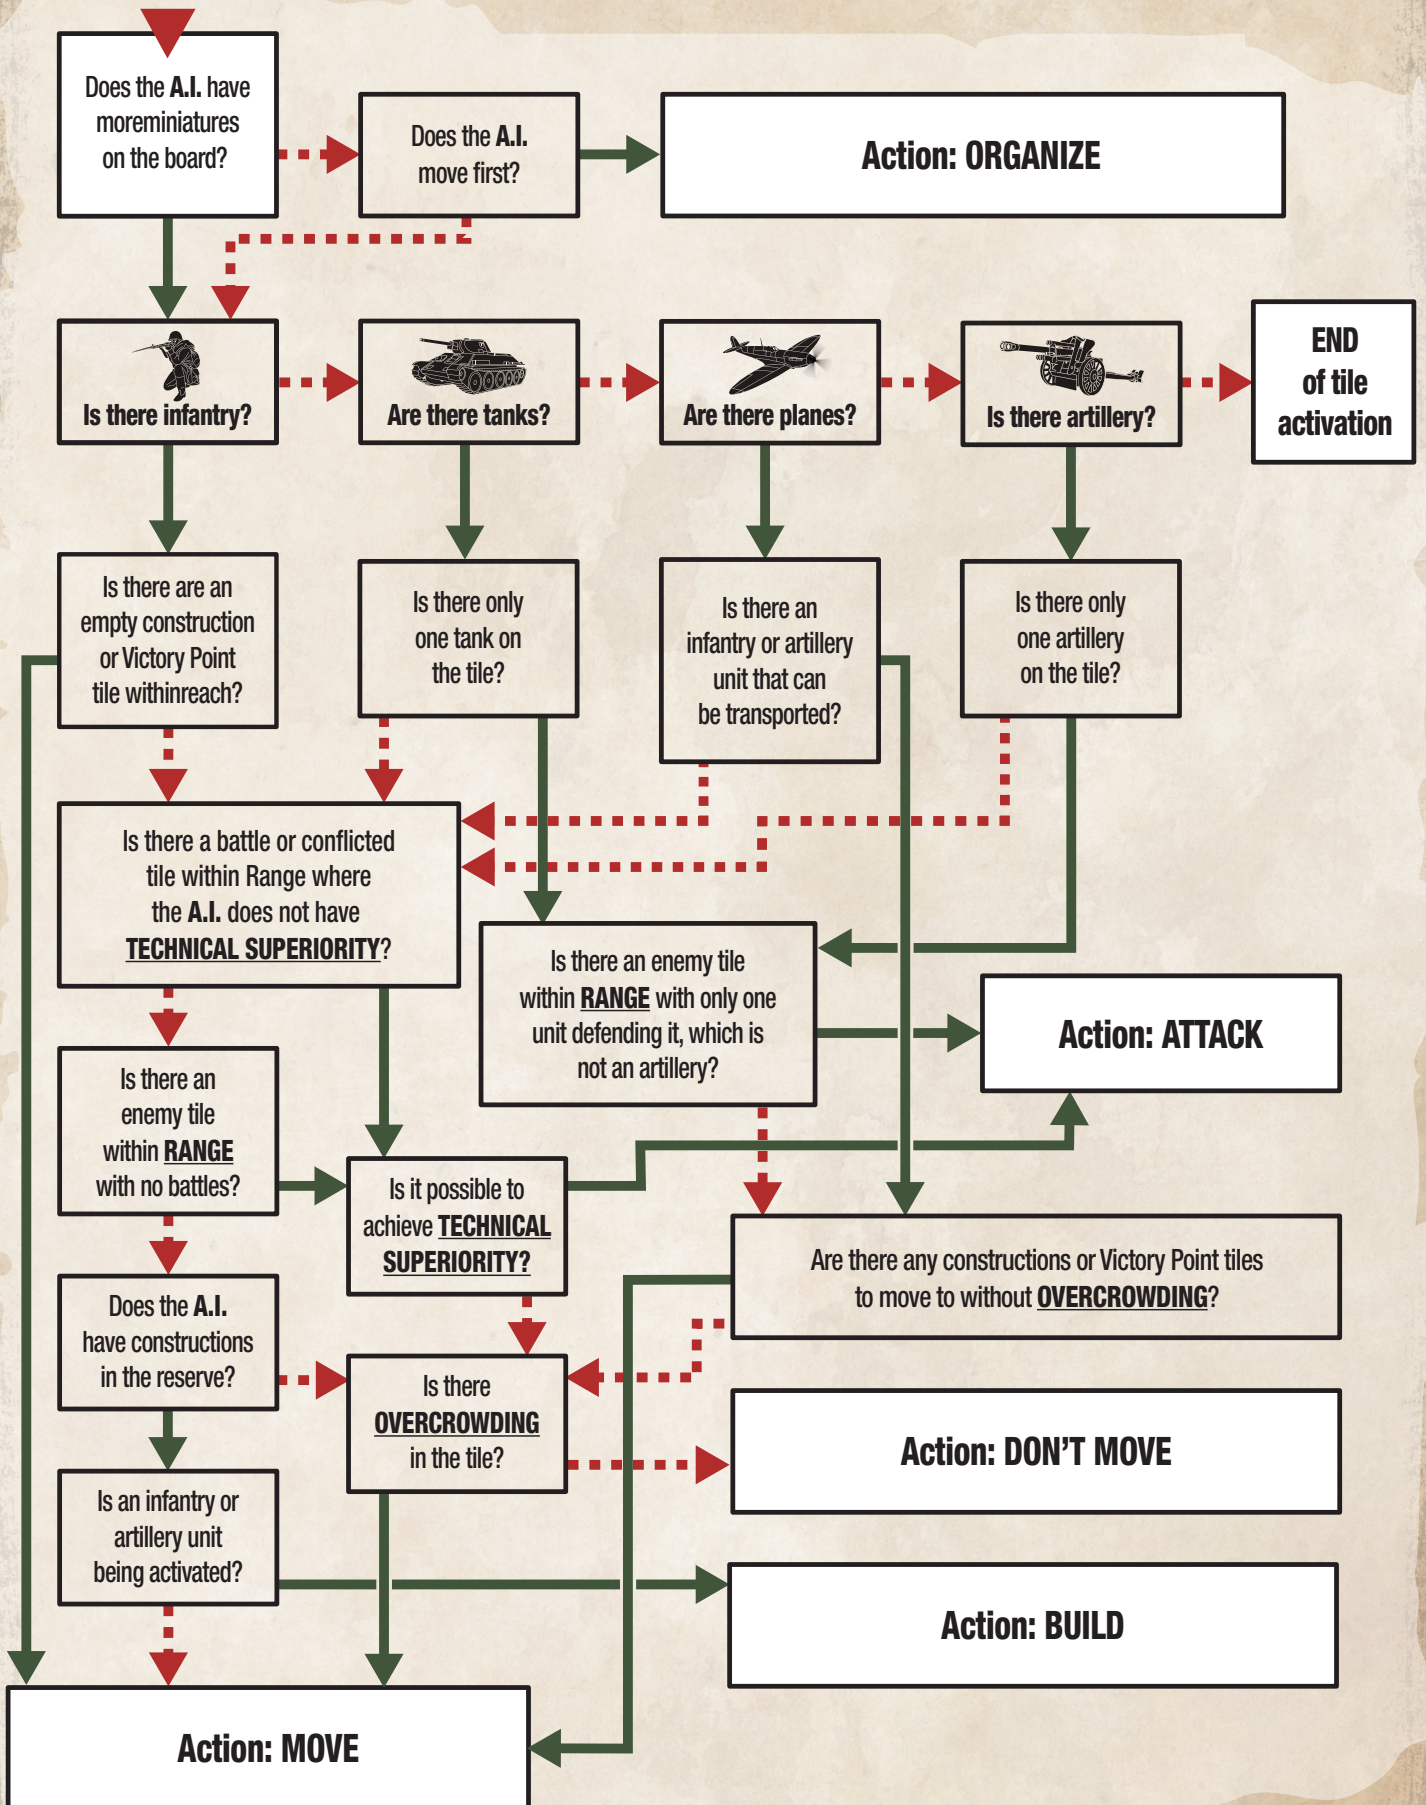 Does the A.I. have
moreminiatures
on the board?
Does the A.I.
move first?
Action: ORGANIZE
Is there infantry?
Are there tanks?
Are there planes?
Is there artillery?
END
of tile
activation
Is there are an
empty construction
or Victory Point
tile withinreach?
Is there only
one tank on
the tile?
Is there an
infantry or artillery
unit that can
be transported?
Is there only
one artillery
on the tile?
Is there a battle or conflicted
tile within Range where
the A.I. does not have
TECHNICAL SUPERIORITY?
Is there an enemy tile
within RANGE with only one
unit defending it, which is
not an artillery?
Action: ATTACK
Is there an
enemy tile
within RANGE
with no battles?
Is it possible to
achieve TECHNICAL
SUPERIORITY?
Are there any constructions or Victory Point tiles
to move to without OVERCROWDING?
Does the A.I.
have constructions
in the reserve?
Is there
OVERCROWDING
in the tile?
Action: DON'T MOVE
Is an infantry or
artillery unit
being activated?
Action: BUILD
Action: MOVE